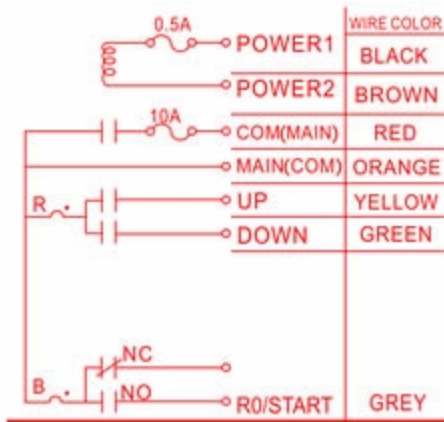 WIRE COLOR
0.5A
POWER1 BLACK
POWER2 BROWN
10A
COM(MAIN) RED
MAIN(COM) ORANGE
R UP YELLOW
DOWN GREEN
NC
B NO R0/START GREY